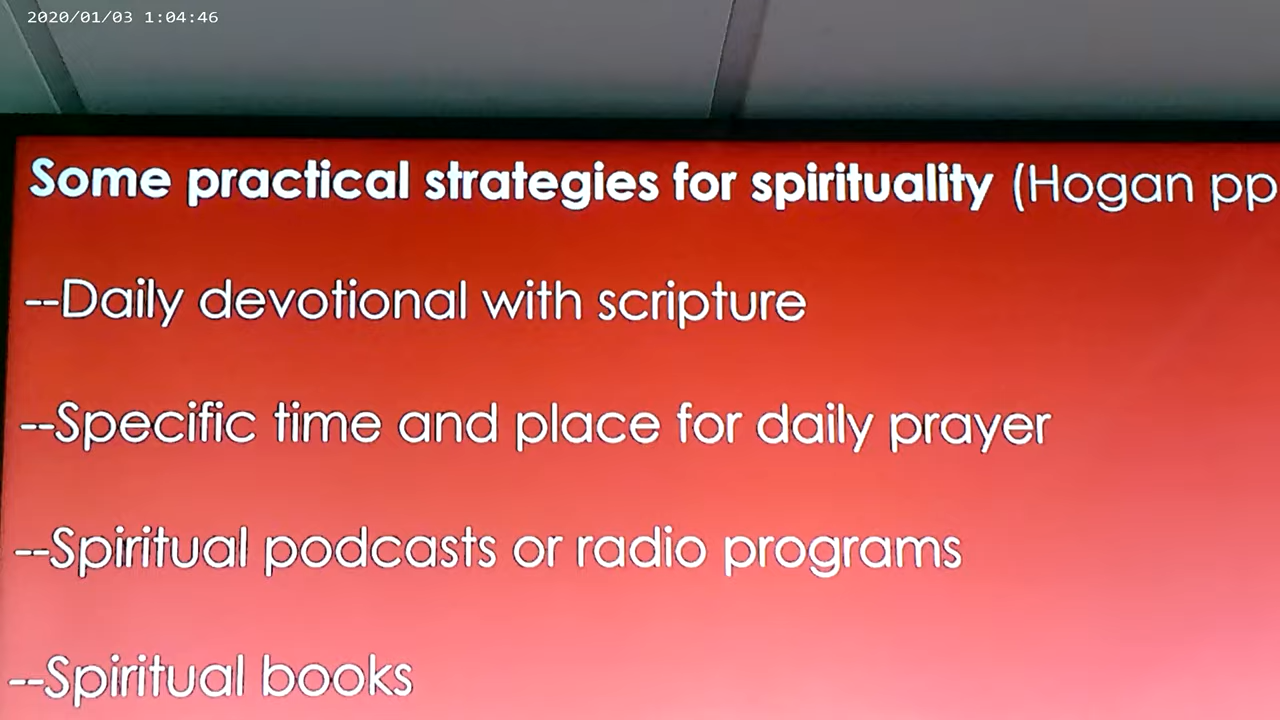 2020/01/03 1:04:46
Some practical strategies for spirituality (Hogan pp
--Daily devotional with scripture
--Specific time and place for daily prayer
--Spiritual podcasts or radio programs
--Spiritual books